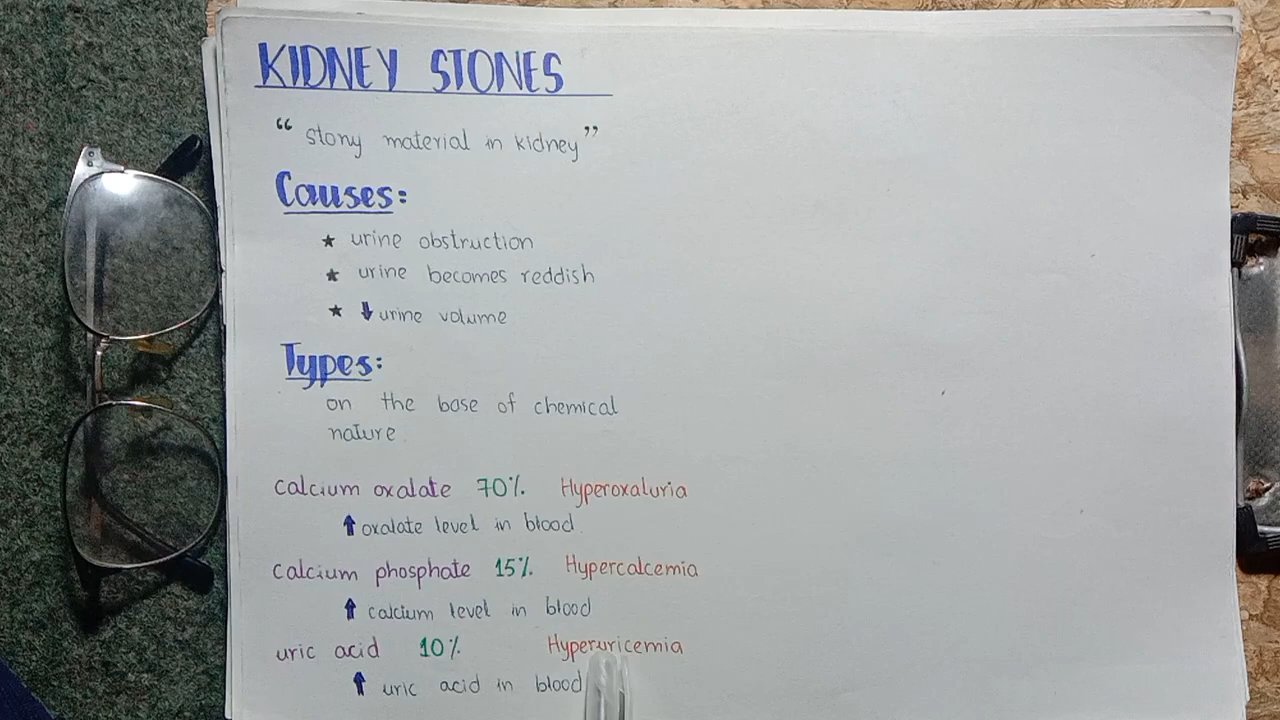 KIDNEY STONES
“ stony material in kidney ”
Causes:
★ urine obstruction
★ urine becomes reddish
★ ⬇ urine volume
Types:
on the base of chemical
nature.
calcium oxalate 70% Hyperoxaluria
⬆ oxalate level in blood
calcium phosphate 15% Hypercalcemia
⬆ calcium level in blood
uric acid 10% Hyperuricemia
⬆ uric acid in blood